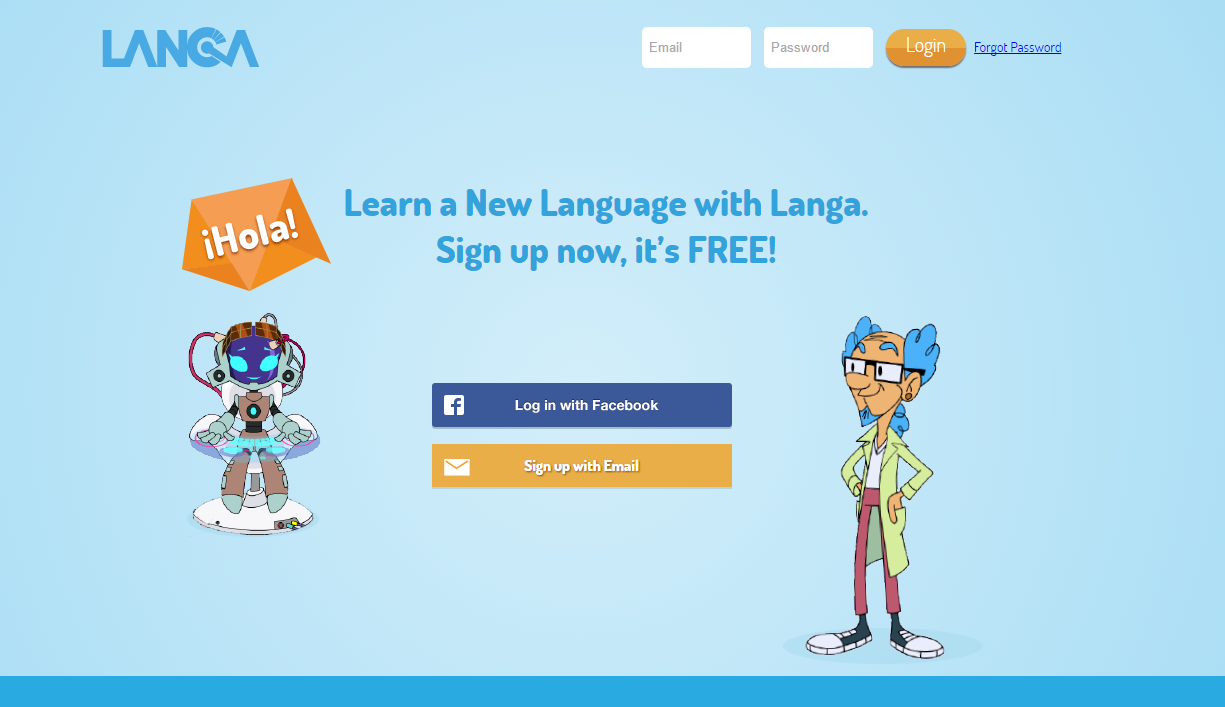 LANGA
Email
Password
Login
Forgot Password
¡Hola!
Learn a New Language with Langa.
Sign up now, it's FREE!
Log in with Facebook
Sign up with Email